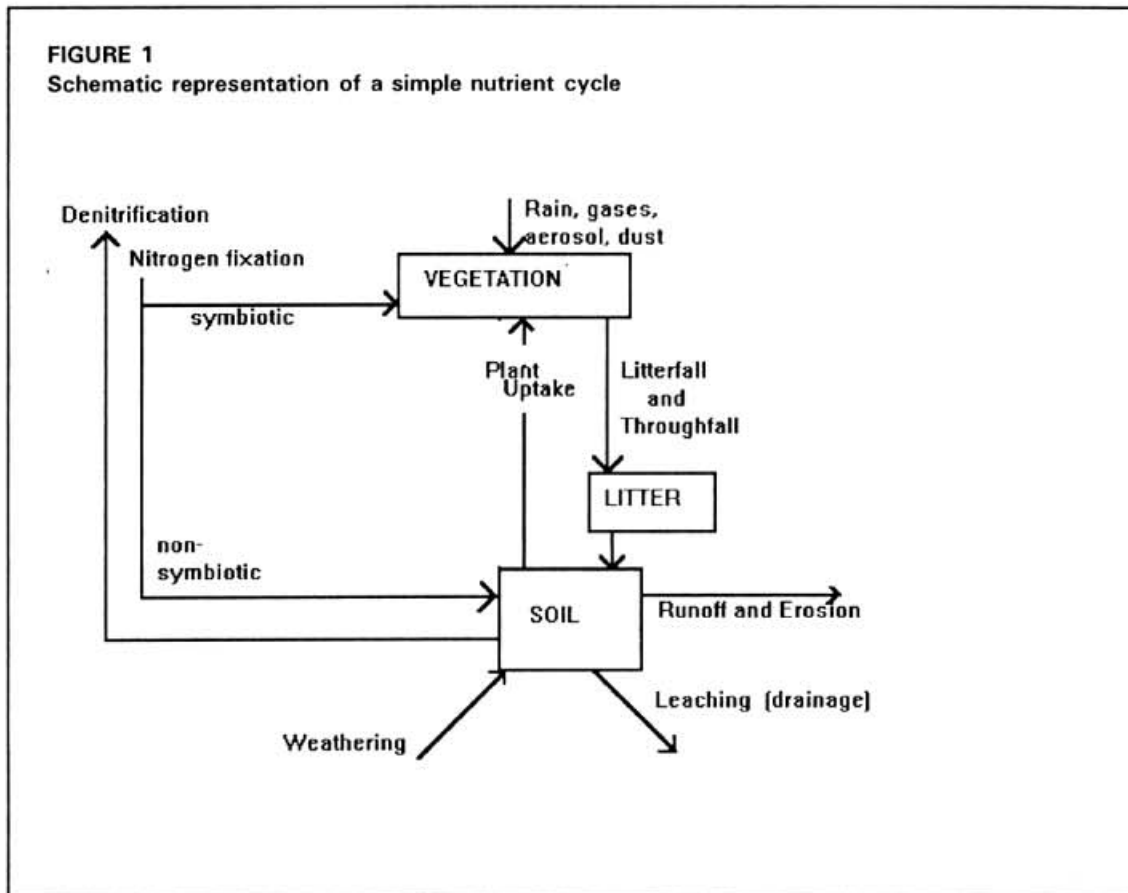 FIGURE 1
Schematic representation of a simple nutrient cycle
Denitrification
Rain, gases,
aerosol, dust
Nitrogen fixation
VEGETATION
symbiotic
Plant
Uptake
Litterfall
and
Throughfall
LITTER
non-
symbiotic
SOIL
Runoff and Erosion
Leaching (drainage)
Weathering